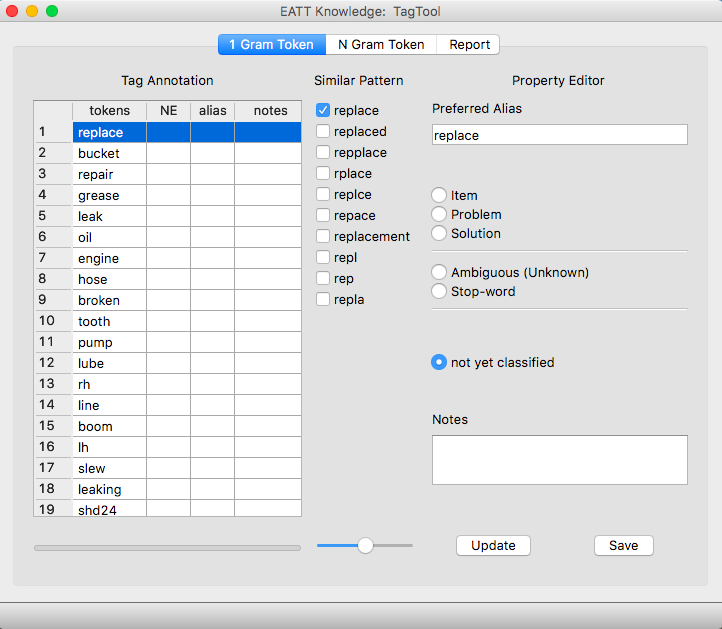 EATT Knowledge: TagTool
1 Gram Token N Gram Token Report
Tag Annotation
tokens NE alias notes
1 replace
2 bucket
3 repair
4 grease
5 leak
6 oil
7 engine
8 hose
9 broken
10 tooth
11 pump
12 lube
13 rh
14 line
15 boom
16 lh
17 slew
18 leaking
19 shd24
Similar Pattern
replace
replaced
repplace
rplace
replce
repace
replacement
repl
rep
repla
Property Editor
Preferred Alias
replace
Item
Problem
Solution
Ambiguous (Unknown)
Stop-word
not yet classified
Notes
Update Save